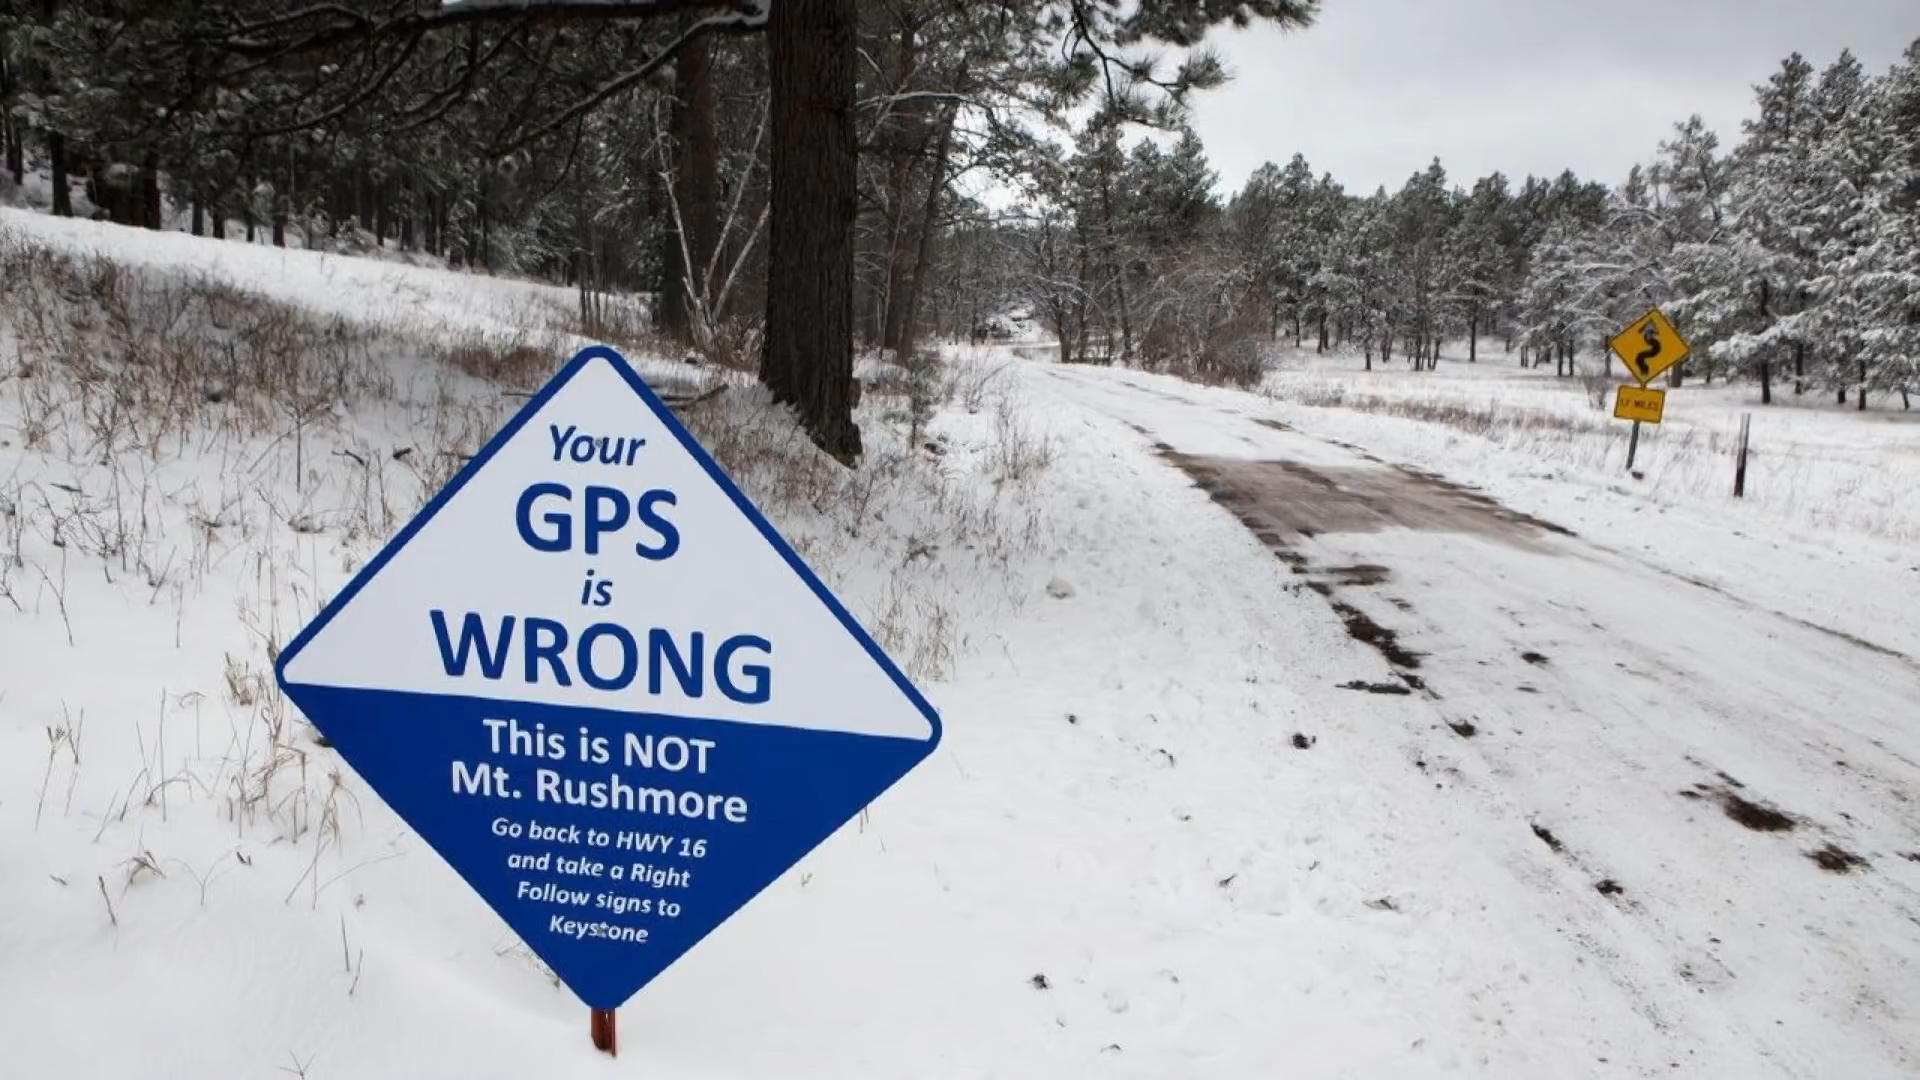 Your
GPS
is
WRONG
This is NOT
Mt. Rushmore
Go back to HWY 16
and take a Right
Follow signs to
Keystone